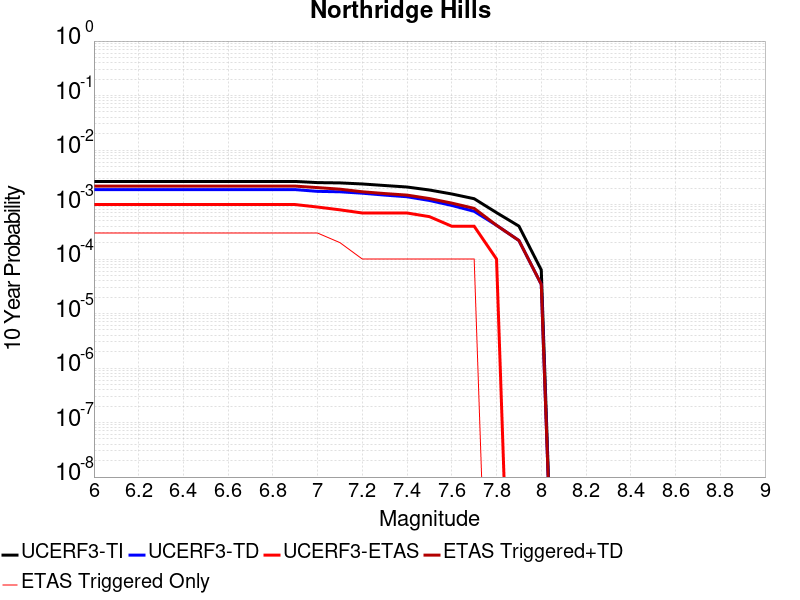 Northridge Hills
10 Year Probability
10^0
10^-1
10^-2
10^-3
10^-4
10^-5
10^-6
10^-7
10^-8
6 6.2 6.4 6.6 6.8 7 7.2 7.4 7.6 7.8 8 8.2 8.4 8.6 8.8 9
Magnitude
UCERF3-TI UCERF3-TD UCERF3-ETAS ETAS Triggered+TD
ETAS Triggered Only